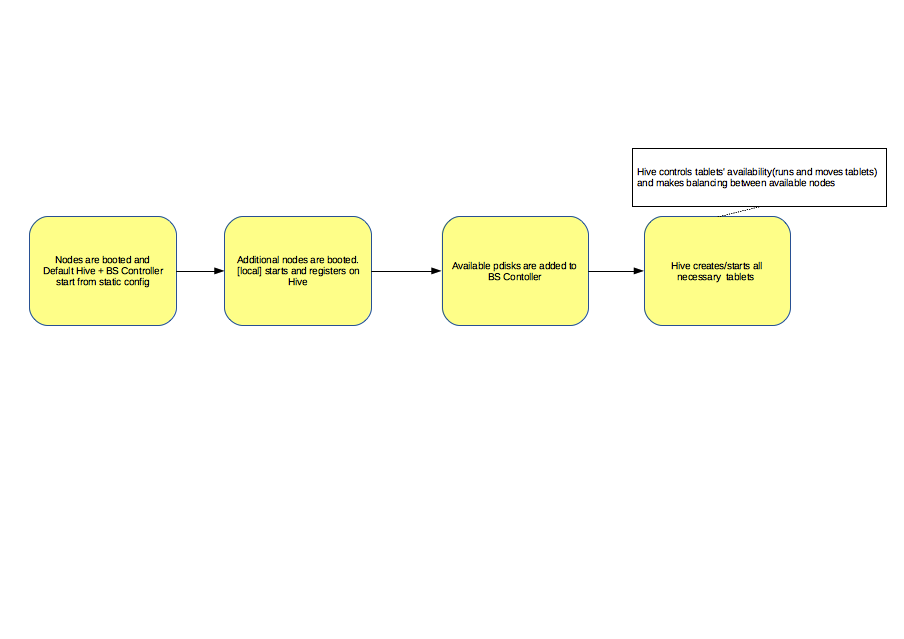 Hive controls tablets' availability(runs and moves tablets)
and makes balancing between available nodes
Nodes are booted and
Default Hive + BS Controller
start from static config
Additional nodes are booted.
[local] starts and registers on
Hive
Available pdisks are added to
BS Contoller
Hive creates/starts all
necessary tablets